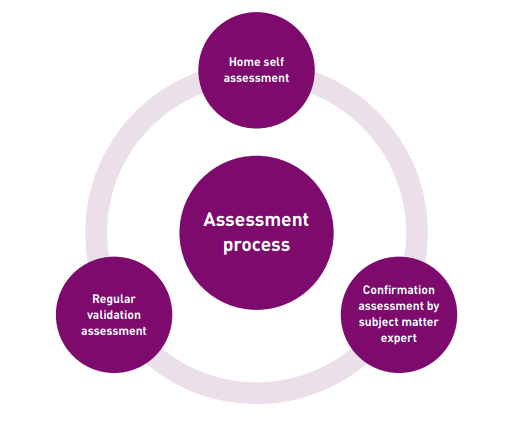 Home self
assessment
Assessment
process
Regular
validation
assessment
Confirmation
assessment by
subject matter
expert